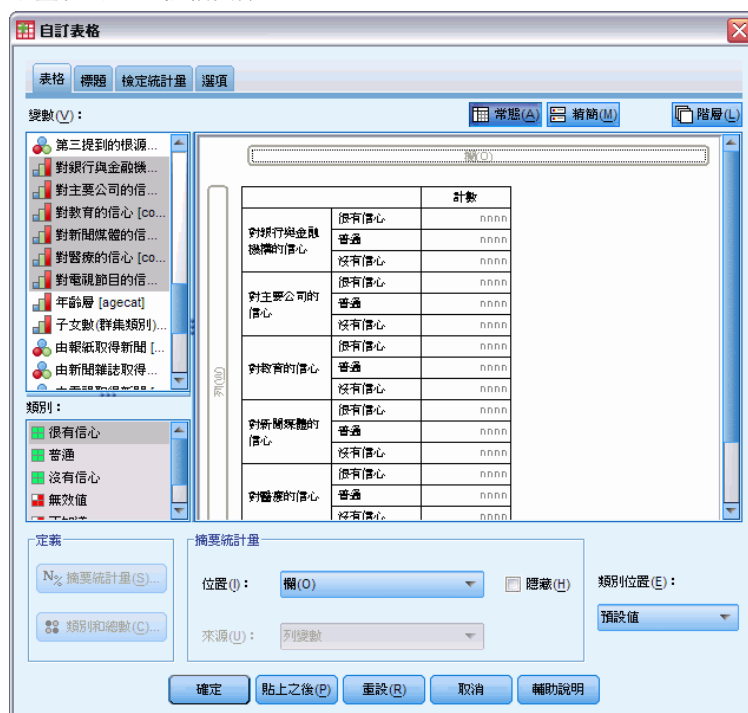 自訂表格
表格 標題 檢定統計量 選項
變數(V)： 常態(A) 精簡(M) 階層(L)
第三提到的根源...
對銀行與金融機...
對主要公司的信...
對教育的信心 [co...
對新聞媒體的信...
對醫療的信心 [co...
對電視節目的信...
年齡層 [agecat]
子女數(群集類別)...
由報紙取得新聞 [...
由新聞雜誌取得...
類別：
很有信心
普通
沒有信心
無效值
欄(O)
列(W)
計數
對銀行與金融機構的信心 很有信心 nnnn
普通 nnnn
沒有信心 nnnn
對主要公司的信心 很有信心 nnnn
普通 nnnn
沒有信心 nnnn
對教育的信心 很有信心 nnnn
普通 nnnn
沒有信心 nnnn
對新聞媒體的信心 很有信心 nnnn
普通 nnnn
沒有信心 nnnn
對醫療的信心 很有信心 nnnn
普通 nnnn
沒有信心 nnnn
定義
N% 摘要統計量(S)...
類別和總數(C)...
摘要統計量
位置(I)： 欄(O) 隱藏(H)
來源(U)： 列變數
類別位置(E)：
預設值
確定 貼上之後(P) 重設(R) 取消 輔助說明